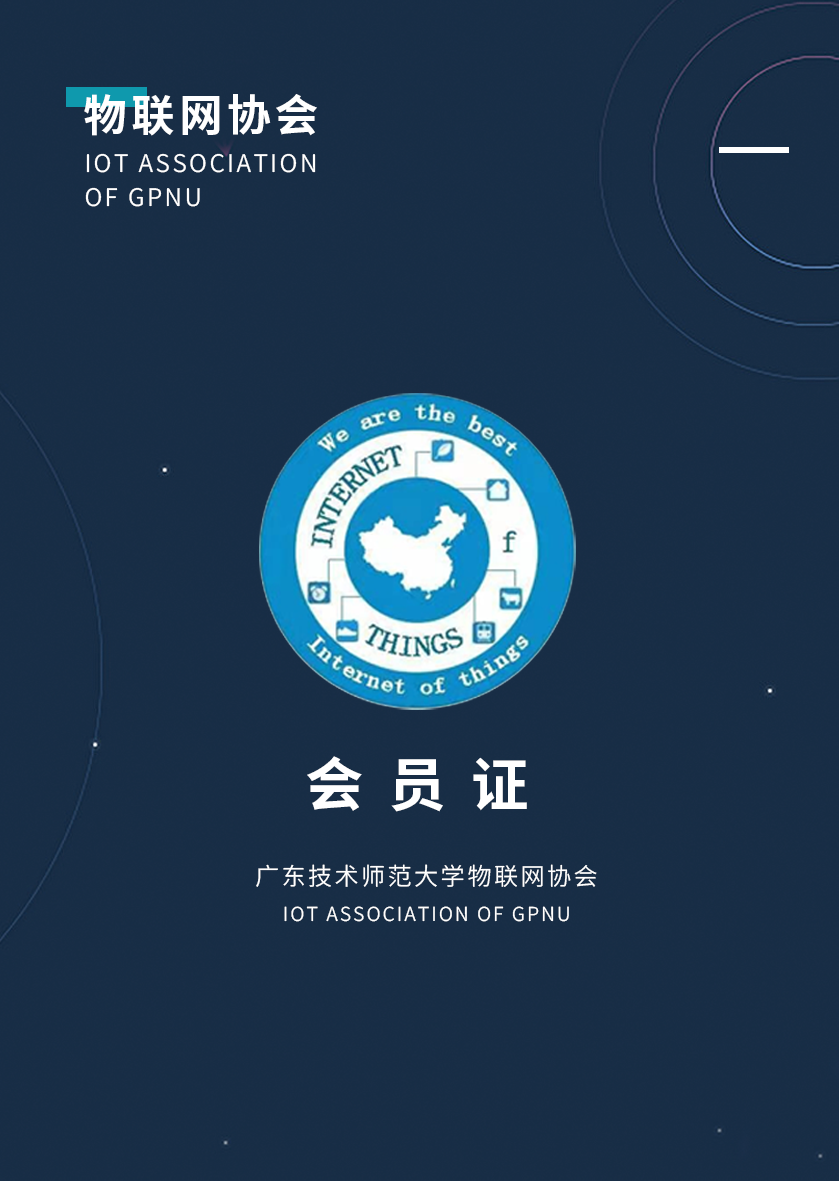 物联网协会
IOT ASSOCIATION
OF GPNU
We are the best
INTERNET
f
THINGS
Internet of things
会员证
广东技术师范大学物联网协会
IOT ASSOCIATION OF GPNU